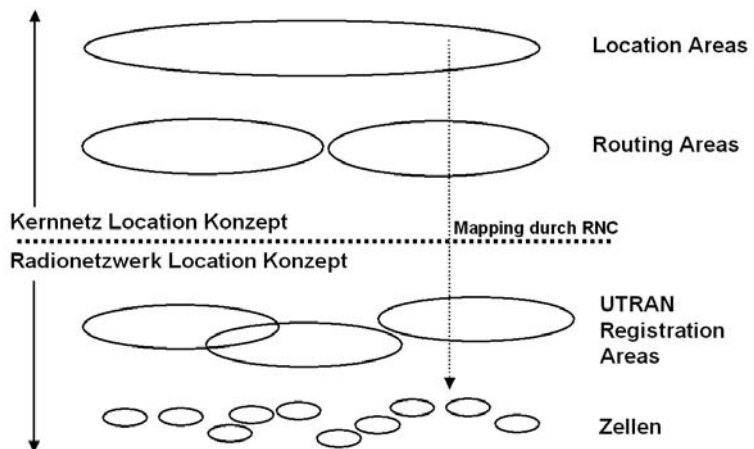 Location Areas
Routing Areas
Kernnetz Location Konzept
Mapping durch RNC
Radionetzwerk Location Konzept
UTRAN
Registration
Areas
Zellen